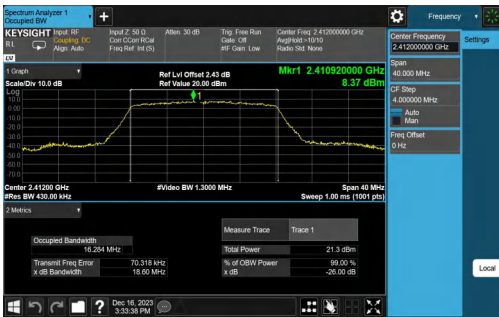 Spectrum Analyzer 1
Occupied BW
Frequency
KEYSIGHT Input: RF Input Z: 50 Ω Atten: 30 dB Trig: Free Run Center Freq: 2.412000000 GHz
RL Coupling: DC Corr CCorr RCal Gate: Off Avg|Hold:>10/10
Align: Auto Freq Ref: Int (S) #IF Gain: Low Radio Std: None
Center Frequency
2.412000000 GHz
Settings
Span
40.000 MHz
CF Step
4.000000 MHz
Auto
Man
Freq Offset
0 Hz
Local
1 Graph
Scale/Div 10.0 dB
Ref Lvl Offset 2.43 dB
Ref Value 20.00 dBm
Mkr1 2.410920000 GHz
8.37 dBm
Log
10.0
0.00
-10.0
-20.0
-30.0
-40.0
-50.0
-60.0
-70.0
1
Center 2.41200 GHz #Video BW 1.3000 MHz Span 40 MHz
#Res BW 430.00 kHz Sweep 1.00 ms (1001 pts)
2 Metrics
Measure Trace Trace 1
Occupied Bandwidth
16.284 MHz Total Power 21.3 dBm
Transmit Freq Error 70.318 kHz % of OBW Power 99.00 %
x dB Bandwidth 18.60 MHz x dB -26.00 dB
?
Dec 16, 2023
3:33:38 PM